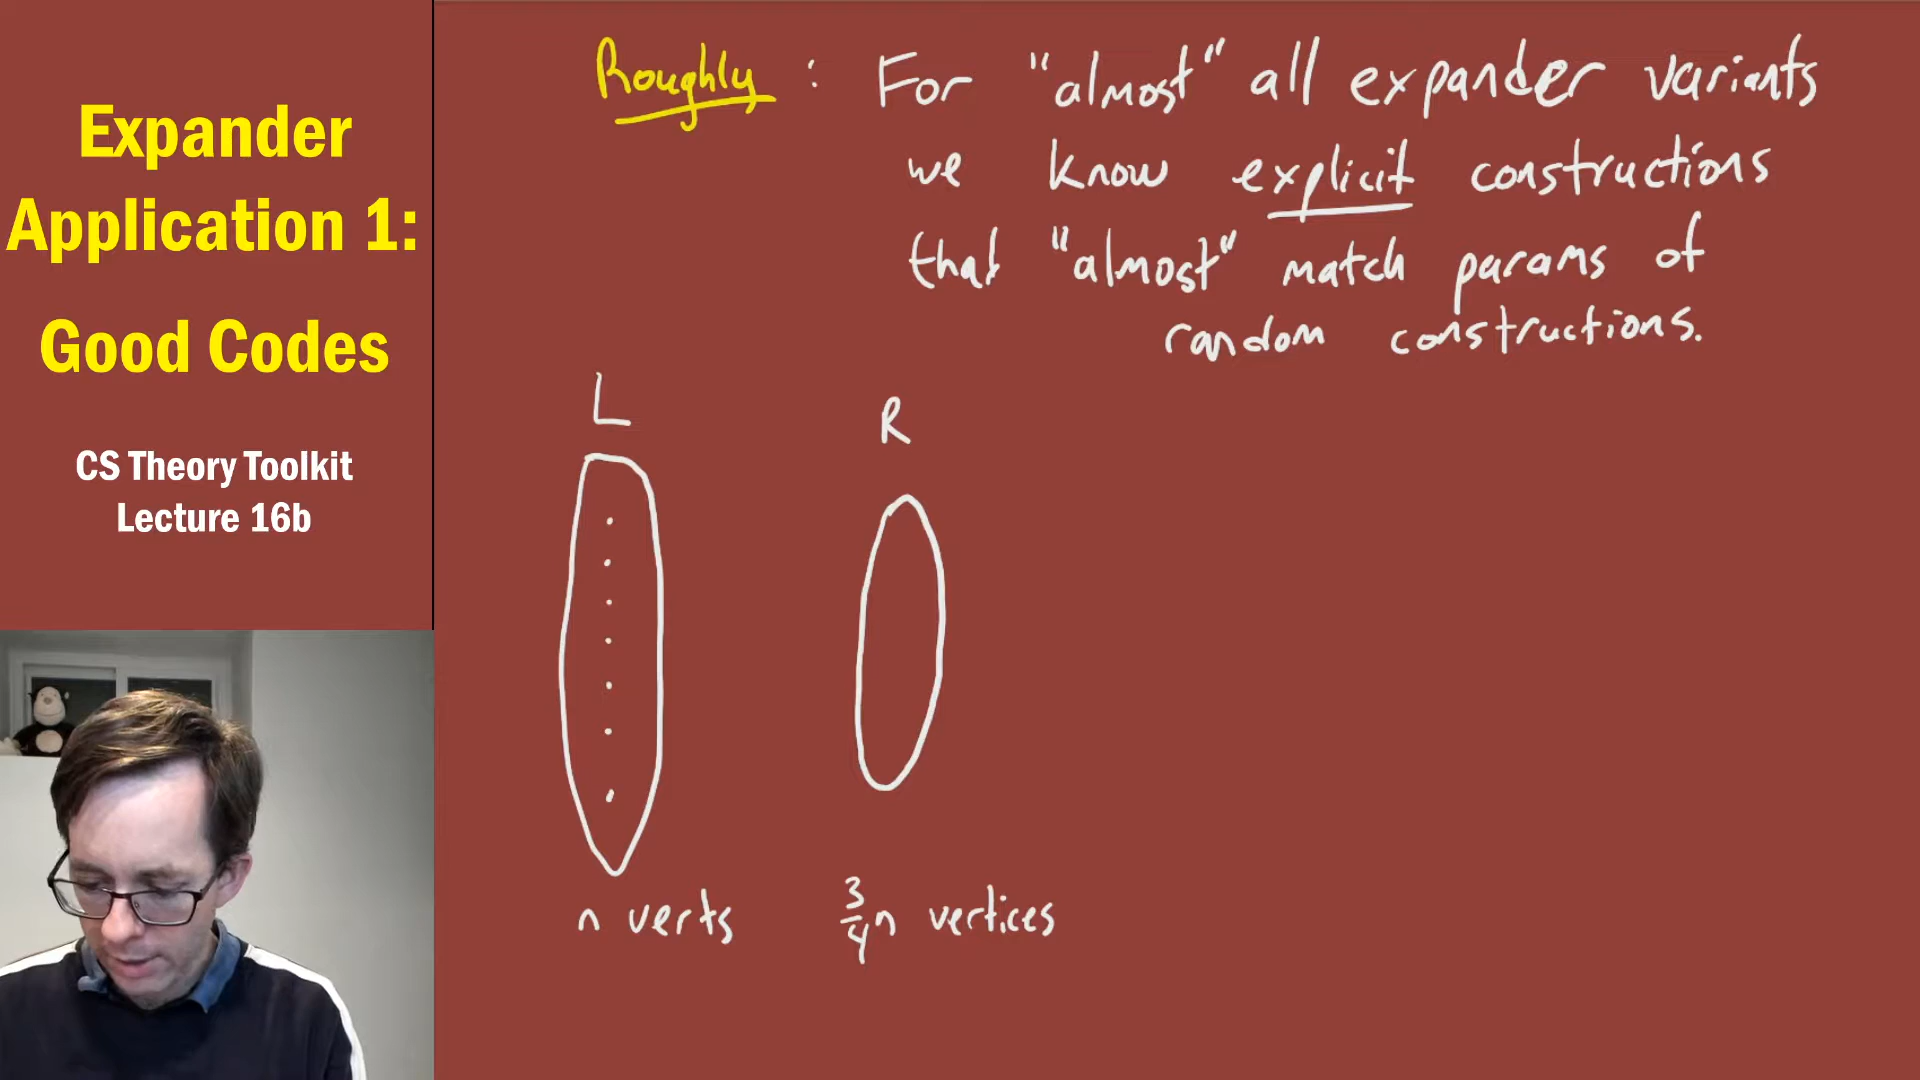 Expander
Application 1:
Good Codes
CS Theory Toolkit
Lecture 16b
Roughly : For "almost" all expander variants
we know explicit constructions
that "almost" match params of
random constructions.
L R
n verts 3/4 n vertices